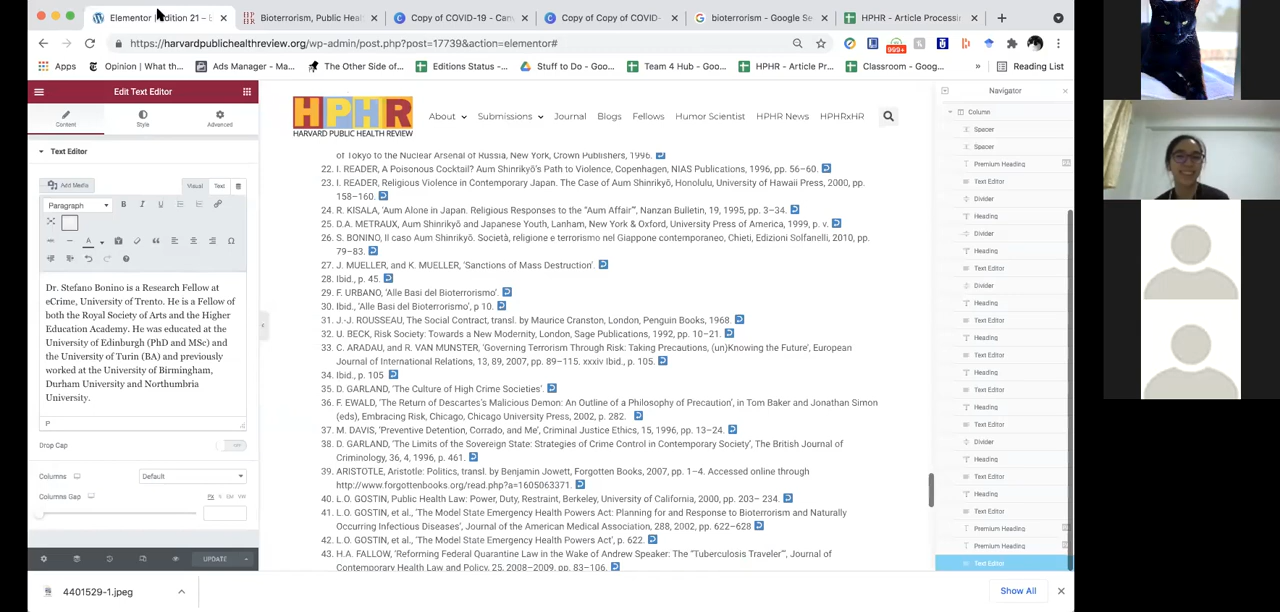 Elementor | Edition 21 – E
Bioterrorism, Public Heal
Copy of COVID-19 - Can
Copy of Copy of COVID-
bioterrorism - Google Se
HPHR - Article Processin
https://harvardpublichealthreview.org/wp-admin/post.php?post=17739&action=elementor#
999+
Apps
Opinion | What th...
Ads Manager - Ma...
The Other Side of...
Editions Status -...
Stuff to Do - Goo...
Team 4 Hub - Goo...
HPHR - Article Pr...
Classroom - Goog...
»
Reading List
Edit Text Editor
Content
Style
Advanced
Text Editor
Add Media
Visual
Text
Paragraph
B I U
Dr. Stefano Bonino is a Research Fellow at
eCrime, University of Trento. He is a Fellow of
both the Royal Society of Arts and the Higher
Education Academy. He was educated at the
University of Edinburgh (PhD and MSc) and
the University of Turin (BA) and previously
worked at the University of Birmingham,
Durham University and Northumbria
University.
P
Drop Cap
Columns
Default
Columns Gap
PX % EM VW
UPDATE
HPHR
HARVARD PUBLIC HEALTH REVIEW
About
Submissions
Journal
Blogs
Fellows
Humor Scientist
HPHR News
HPHRxHR
of Tokyo to the Nuclear Arsenal of Russia, New York, Crown Publishers, 1996.
22. I. READER, A Poisonous Cocktail? Aum Shinrikyō's Path to Violence, Copenhagen, NIAS Publications, 1996, pp. 56–60.
23. I. READER, Religious Violence in Contemporary Japan. The Case of Aum Shinrikyō, Honolulu, University of Hawaii Press, 2000, pp.
158–160.
24. R. KISALA, 'Aum Alone in Japan. Religious Responses to the "Aum Affair"', Nanzan Bulletin, 19, 1995, pp. 3–34.
25. D.A. METRAUX, Aum Shinrikyo and Japanese Youth, Lanham, New York & Oxford, University Press of America, 1999, p. v.
26. S. BONINO, Il caso Aum Shinrikyō. Società, religione e terrorismo nel Giappone contemporaneo, Chieti, Edizioni Solfanelli, 2010, pp.
79–83.
27. J. MUELLER, and K. MUELLER, 'Sanctions of Mass Destruction'.
28. Ibid., p. 45.
29. F. URBANO, 'Alle Basi del Bioterrorismo'.
30. Ibid., 'Alle Basi del Bioterrorismo', p 10.
31. J.-J. ROUSSEAU, The Social Contract, transl. by Maurice Cranston, London, Penguin Books, 1968.
32. U. BECK, Risk Society: Towards a New Modernity, London, Sage Publications, 1992, pp. 10–21.
33. C. ARADAU, and R. VAN MUNSTER, 'Governing Terrorism Through Risk: Taking Precautions, (un)Knowing the Future', European
Journal of International Relations, 13, 89, 2007, pp. 89–115. xxxiv Ibid., p. 105.
34. Ibid., p. 105
35. D. GARLAND, 'The Culture of High Crime Societies'.
36. F. EWALD, 'The Return of Descartes's Malicious Demon: An Outline of a Philosophy of Precaution', in Tom Baker and Jonathan Simon
(eds), Embracing Risk, Chicago, Chicago University Press, 2002, p. 282.
37. M. DAVIS, 'Preventive Detention, Corrado, and Me', Criminal Justice Ethics, 15, 1996, pp. 13–24.
38. D. GARLAND, 'The Limits of the Sovereign State: Strategies of Crime Control in Contemporary Society', The British Journal of
Criminology, 36, 4, 1996, p. 461.
39. ARISTOTLE, Aristotle: Politics, transl. by Benjamin Jowett, Forgotten Books, 2007, pp. 1–4. Accessed online through
http://www.forgottenbooks.org/read.php?a=1605063371.
40. L.O. GOSTIN, Public Health Law: Power, Duty, Restraint, Berkeley, University of California, 2000, pp. 203– 234.
41. L.O. GOSTIN, et al., 'The Model State Emergency Health Powers Act: Planning for and Response to Bioterrorism and Naturally
Occurring Infectious Diseases', Journal of the American Medical Association, 288, 2002, pp. 622–628
42. L.O. GOSTIN, et al., 'The Model State Emergency Health Powers Act', p. 622.
43. H.A. FALLOW, 'Reforming Federal Quarantine Law in the Wake of Andrew Speaker: The "Tuberculosis Traveler"', Journal of
Contemporary Health Law and Policy, 25, 2008–2009, pp. 83–106.
Navigator
Column
Spacer
Spacer
Premium Heading
Text Editor
Divider
Heading
Divider
Heading
Text Editor
Divider
Heading
Text Editor
Heading
Text Editor
Heading
Text Editor
Heading
Text Editor
Divider
Heading
Text Editor
Heading
Text Editor
Premium Heading
Premium Heading
Text Editor
4401529-1.jpeg
Show All